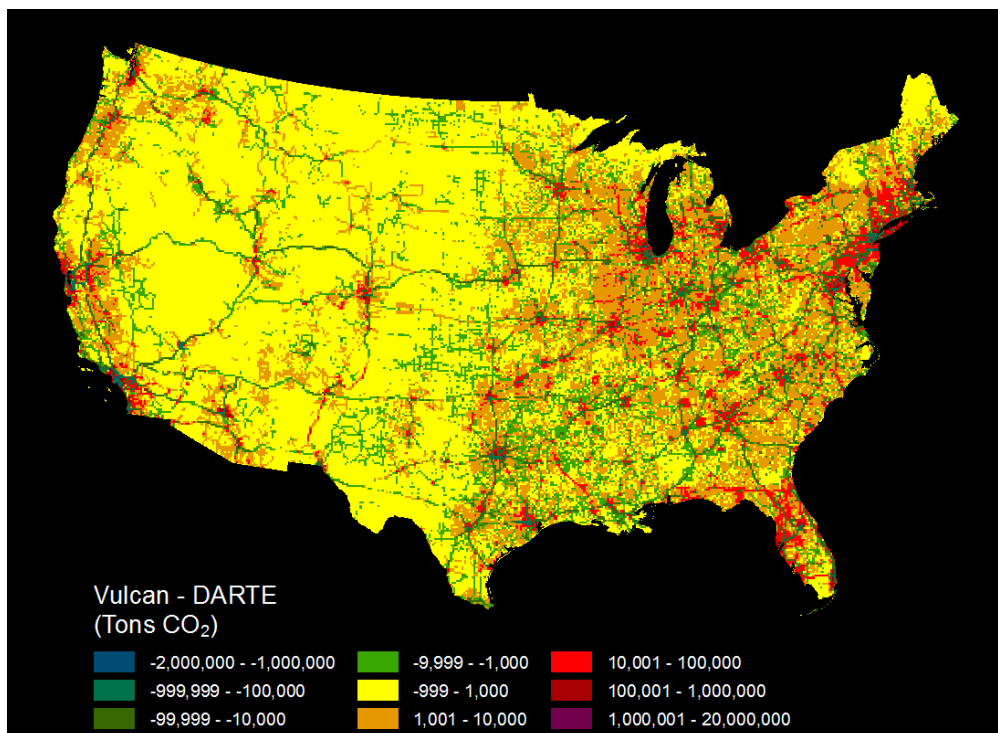 Vulcan - DARTE
(Tons CO₂)
-2,000,000 - -1,000,000
-999,999 - -100,000
-99,999 - -10,000
-9,999 - -1,000
-999 - 1,000
1,001 - 10,000
10,001 - 100,000
100,001 - 1,000,000
1,000,001 - 20,000,000